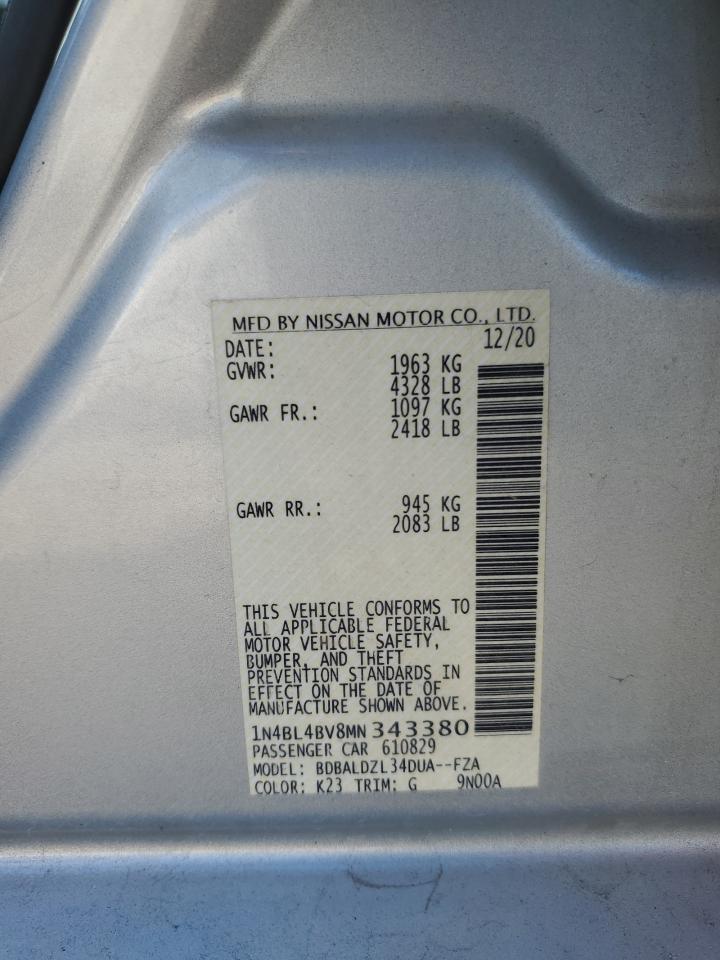 MFD BY NISSAN MOTOR CO., LTD.
DATE: 12/20
GVWR: 1963 KG
4328 LB
GAWR FR.: 1097 KG
2418 LB
GAWR RR.: 945 KG
2083 LB
THIS VEHICLE CONFORMS TO
ALL APPLICABLE FEDERAL
MOTOR VEHICLE SAFETY,
BUMPER, AND THEFT
PREVENTION STANDARDS IN
EFFECT ON THE DATE OF
MANUFACTURE SHOWN ABOVE.
1N4BL4BV8MN343380
PASSENGER CAR 610829
MODEL: BDBALDZL34DUA--FZA
COLOR: K23 TRIM: G 9N00A